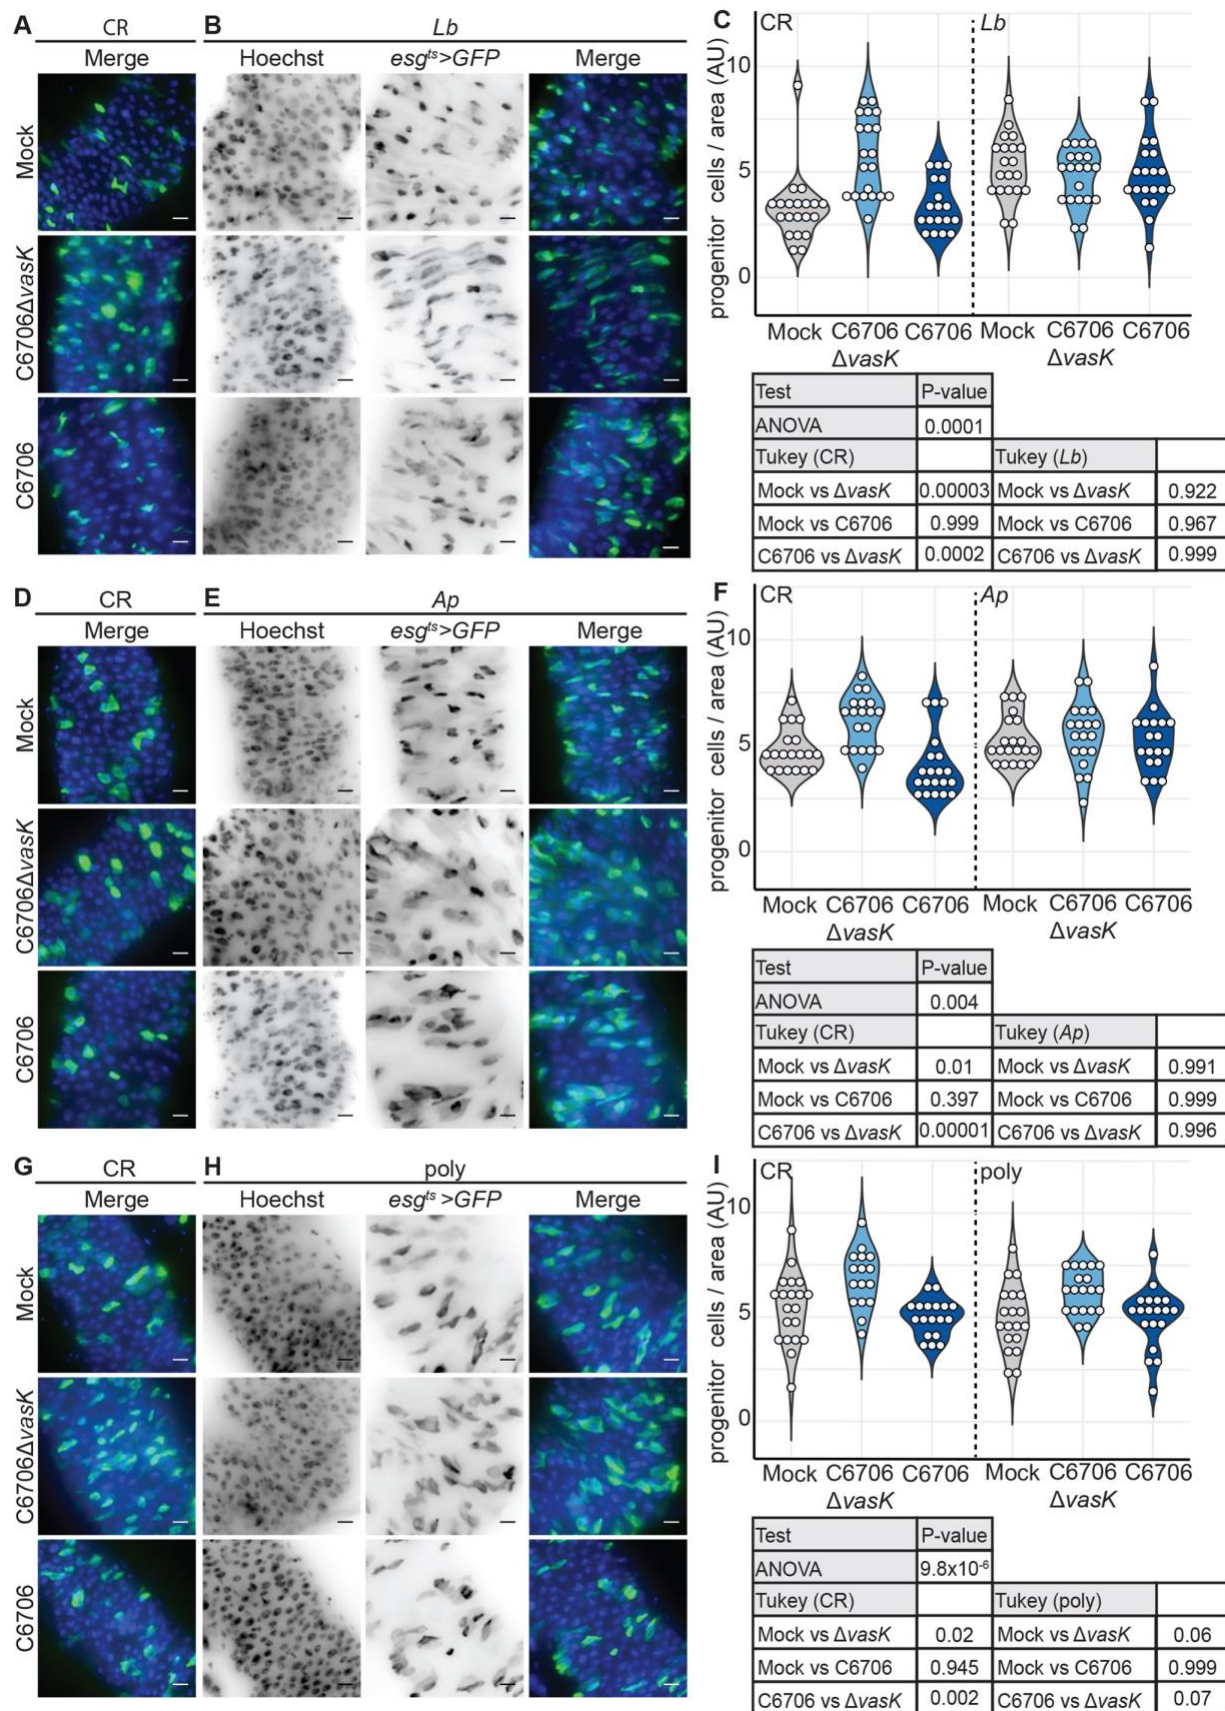 A CR B Lb
Merge Hoechst esgᵗˢ>GFP Merge
Mock
C6706ΔvasK
C6706
C CR Lb
progenitor cells / area (AU)
10
5
0
Mock C6706 C6706 Mock C6706 C6706
ΔvasK ΔvasK
Test P-value
ANOVA 0.0001
Tukey (CR) Tukey (Lb)
Mock vs ΔvasK 0.00003 Mock vs ΔvasK 0.922
Mock vs C6706 0.999 Mock vs C6706 0.967
C6706 vs ΔvasK 0.0002 C6706 vs ΔvasK 0.999
D CR E Ap
Merge Hoechst esgᵗˢ>GFP Merge
Mock
C6706ΔvasK
C6706
F CR Ap
progenitor cells / area (AU)
10
5
0
Mock C6706 C6706 Mock C6706 C6706
ΔvasK ΔvasK
Test P-value
ANOVA 0.004
Tukey (CR) Tukey (Ap)
Mock vs ΔvasK 0.01 Mock vs ΔvasK 0.991
Mock vs C6706 0.397 Mock vs C6706 0.999
C6706 vs ΔvasK 0.00001 C6706 vs ΔvasK 0.996
G CR H poly
Merge Hoechst esgᵗˢ >GFP Merge
Mock
C6706ΔvasK
C6706
I CR poly
progenitor cells / area (AU)
10
5
0
Mock C6706 C6706 Mock C6706 C6706
ΔvasK ΔvasK
Test P-value
ANOVA 9.8x10⁻⁶
Tukey (CR) Tukey (poly)
Mock vs ΔvasK 0.02 Mock vs ΔvasK 0.06
Mock vs C6706 0.945 Mock vs C6706 0.999
C6706 vs ΔvasK 0.002 C6706 vs ΔvasK 0.07